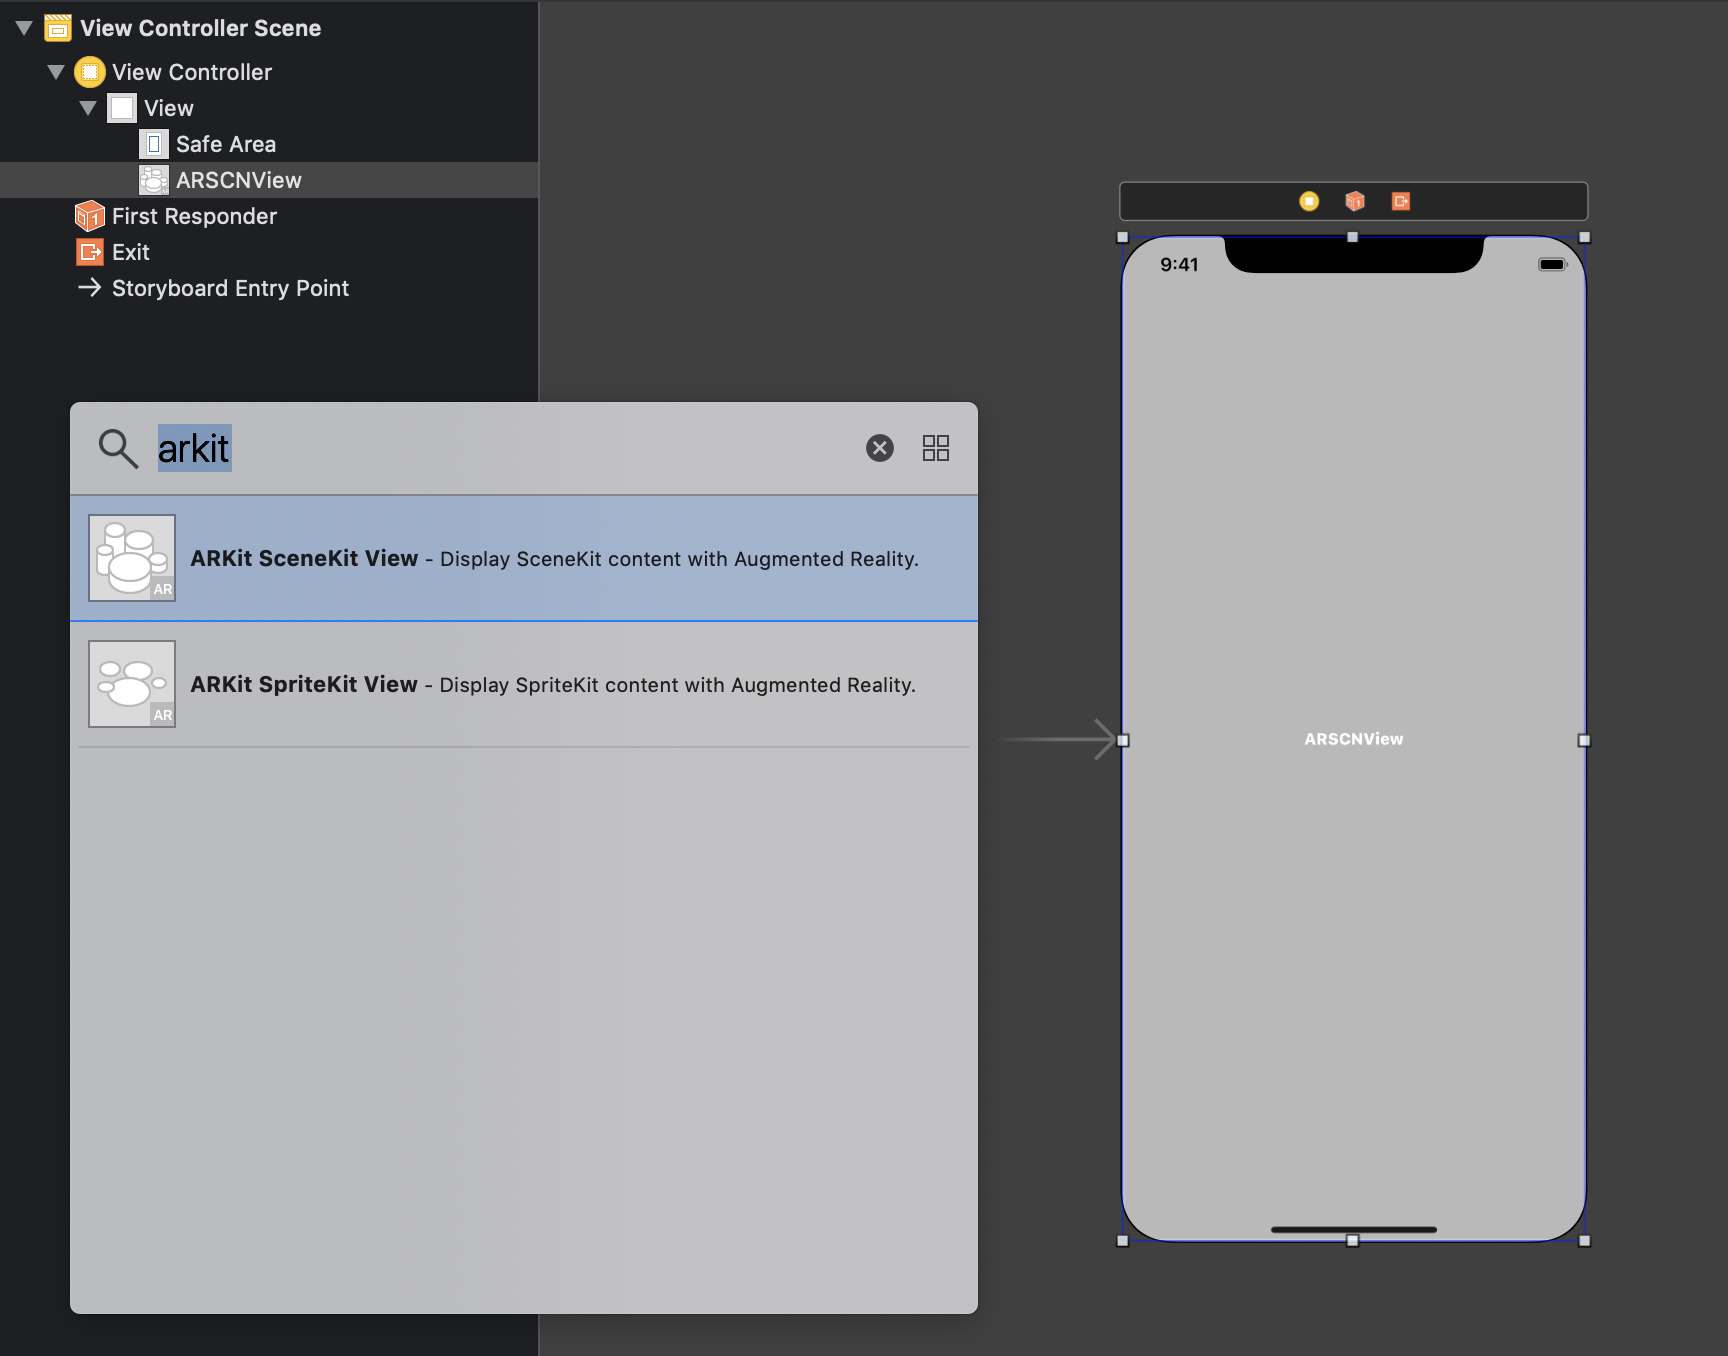 View Controller Scene
View Controller
View
Safe Area
ARSCNView
First Responder
1
Exit
Storyboard Entry Point
arkit
ARKit SceneKit View - Display SceneKit content with Augmented Reality.
AR
ARKit SpriteKit View - Display SpriteKit content with Augmented Reality.
AR
1
9:41
ARSCNView